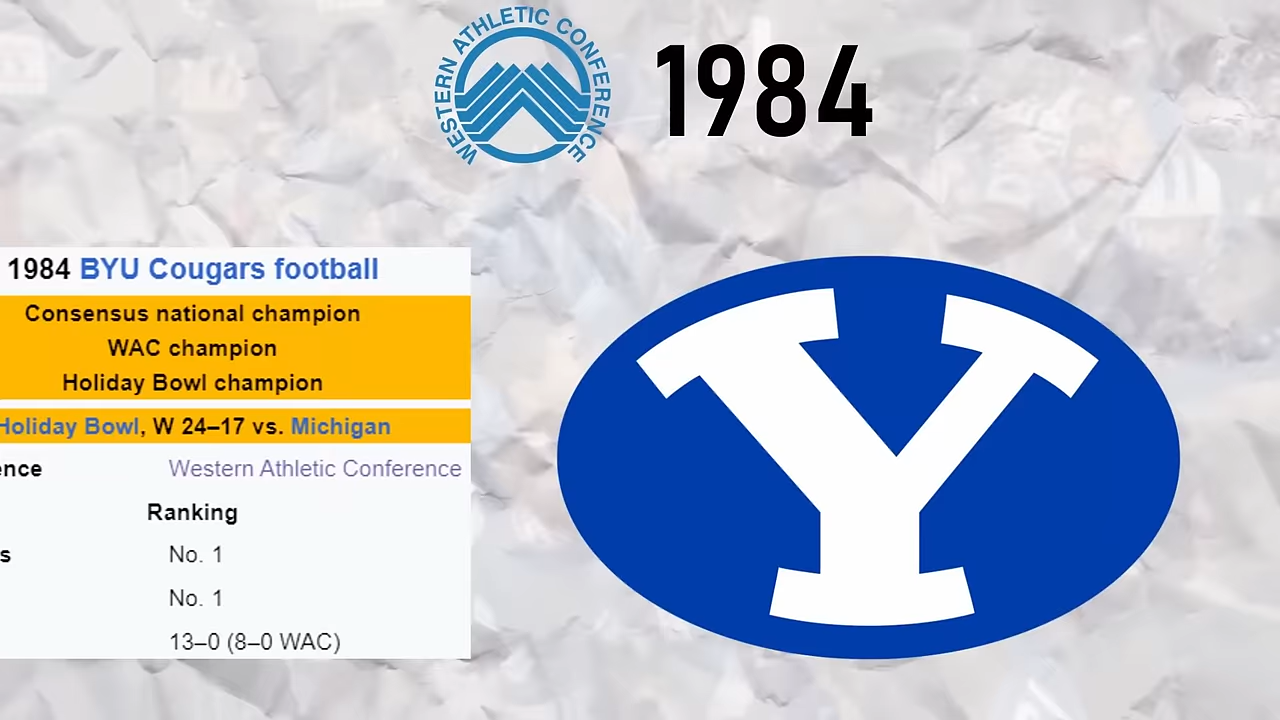 WESTERN ATHLETIC CONFERENCE
1984
1984 BYU Cougars football
Consensus national champion
WAC champion
Holiday Bowl champion
Holiday Bowl, W 24–17 vs. Michigan
ence Western Athletic Conference
Ranking
s No. 1
No. 1
13–0 (8–0 WAC)
Y